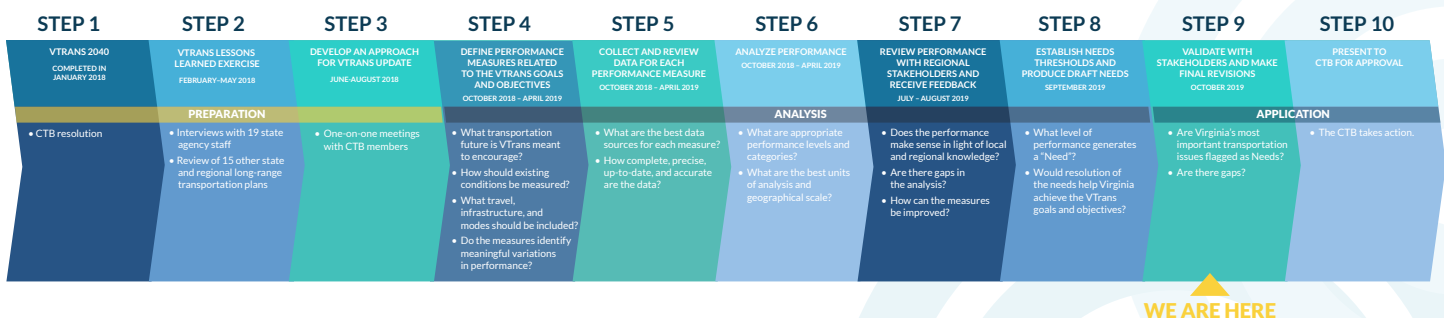 STEP 1
STEP 2
STEP 3
STEP 4
STEP 5
STEP 6
STEP 7
STEP 8
STEP 9
STEP 10
VTRANS 2040
COMPLETED IN
JANUARY 2018
VTRANS LESSONS
LEARNED EXERCISE
FEBRUARY–MAY 2018
DEVELOP AN APPROACH
FOR VTRANS UPDATE
JUNE-AUGUST 2018
DEFINE PERFORMANCE
MEASURES RELATED
TO THE VTRANS GOALS
AND OBJECTIVES
OCTOBER 2018 – APRIL 2019
COLLECT AND REVIEW
DATA FOR EACH
PERFORMANCE MEASURE
OCTOBER 2018 – APRIL 2019
ANALYZE PERFORMANCE
OCTOBER 2018 – APRIL 2019
REVIEW PERFORMANCE
WITH REGIONAL
STAKEHOLDERS AND
RECEIVE FEEDBACK
JULY – AUGUST 2019
ESTABLISH NEEDS
THRESHOLDS AND
PRODUCE DRAFT NEEDS
SEPTEMBER 2019
VALIDATE WITH
STAKEHOLDERS AND MAKE
FINAL REVISIONS
OCTOBER 2019
PRESENT TO
CTB FOR APPROVAL
PREPARATION
ANALYSIS
APPLICATION
• CTB resolution
• Interviews with 19 state
agency staff
• Review of 15 other state
and regional long-range
transportation plans
• One-on-one meetings
with CTB members
• What transportation
future is VTrans meant
to encourage?
• How should existing
conditions be measured?
• What travel,
infrastructure, and
modes should be included?
• Do the measures identify
meaningful variations
in performance?
• What are the best data
sources for each measure?
• How complete, precise,
up-to-date, and accurate
are the data?
• What are appropriate
performance levels and
categories?
• What are the best units
of analysis and
geographical scale?
• Does the performance
make sense in light of local
and regional knowledge?
• Are there gaps in
the analysis?
• How can the measures
be improved?
• What level of
performance generates
a "Need"?
• Would resolution of
the needs help Virginia
achieve the VTrans
goals and objectives?
• Are Virginia's most
important transportation
issues flagged as Needs?
• Are there gaps?
• The CTB takes action.
WE ARE HERE